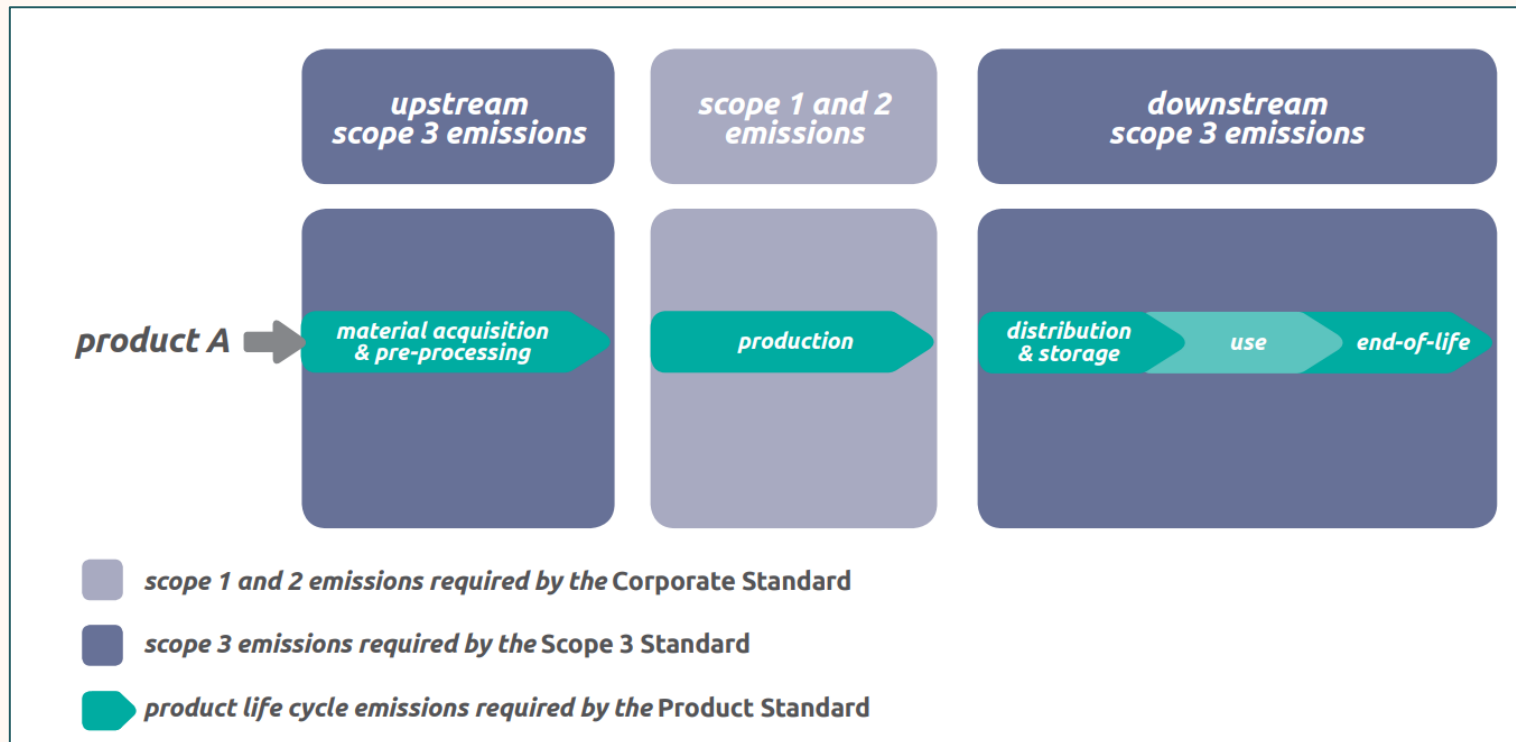 upstream
scope 3 emissions
scope 1 and 2
emissions
downstream
scope 3 emissions
product A
material acquisition
& pre-processing
production
distribution
& storage
use
end-of-life
scope 1 and 2 emissions required by the Corporate Standard
scope 3 emissions required by the Scope 3 Standard
product life cycle emissions required by the Product Standard